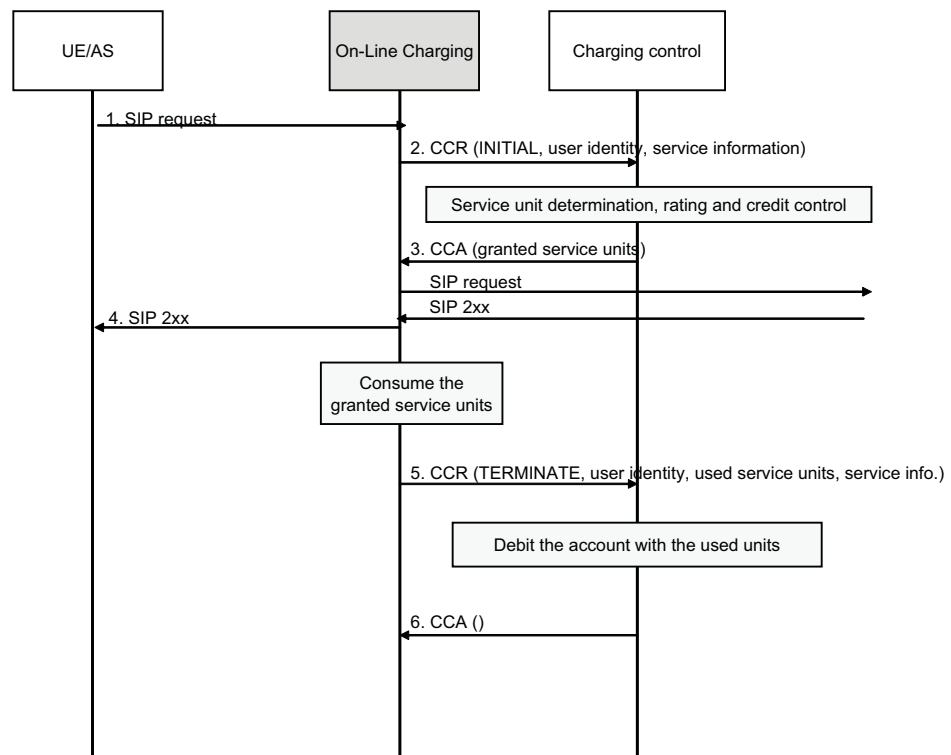 UE/AS
On-Line Charging
Charging control
1. SIP request
2. CCR (INITIAL, user identity, service information)
Service unit determination, rating and credit control
3. CCA (granted service units)
SIP request
SIP 2xx
4. SIP 2xx
Consume the
granted service units
5. CCR (TERMINATE, user identity, used service units, service info.)
Debit the account with the used units
6. CCA ()